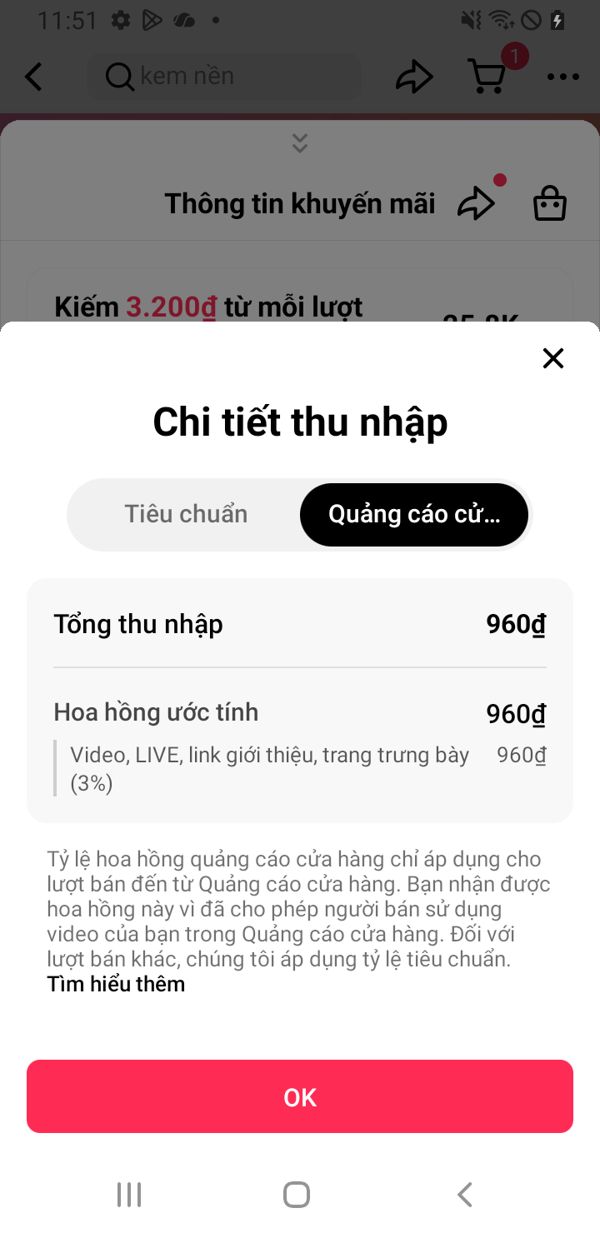 11:51
kem nền
1
Thông tin khuyến mãi
Kiếm 3.200₫ từ mỗi lượt
Chi tiết thu nhập
Tiêu chuẩn
Quảng cáo cử...
Tổng thu nhập 960₫
Hoa hồng ước tính 960₫
Video, LIVE, link giới thiệu, trang trưng bày 960₫
(3%)
Tỷ lệ hoa hồng quảng cáo cửa hàng chỉ áp dụng cho
lượt bán đến từ Quảng cáo cửa hàng. Bạn nhận được
hoa hồng này vì đã cho phép người bán sử dụng
video của bạn trong Quảng cáo cửa hàng. Đối với
lượt bán khác, chúng tôi áp dụng tỷ lệ tiêu chuẩn.
Tìm hiểu thêm
OK